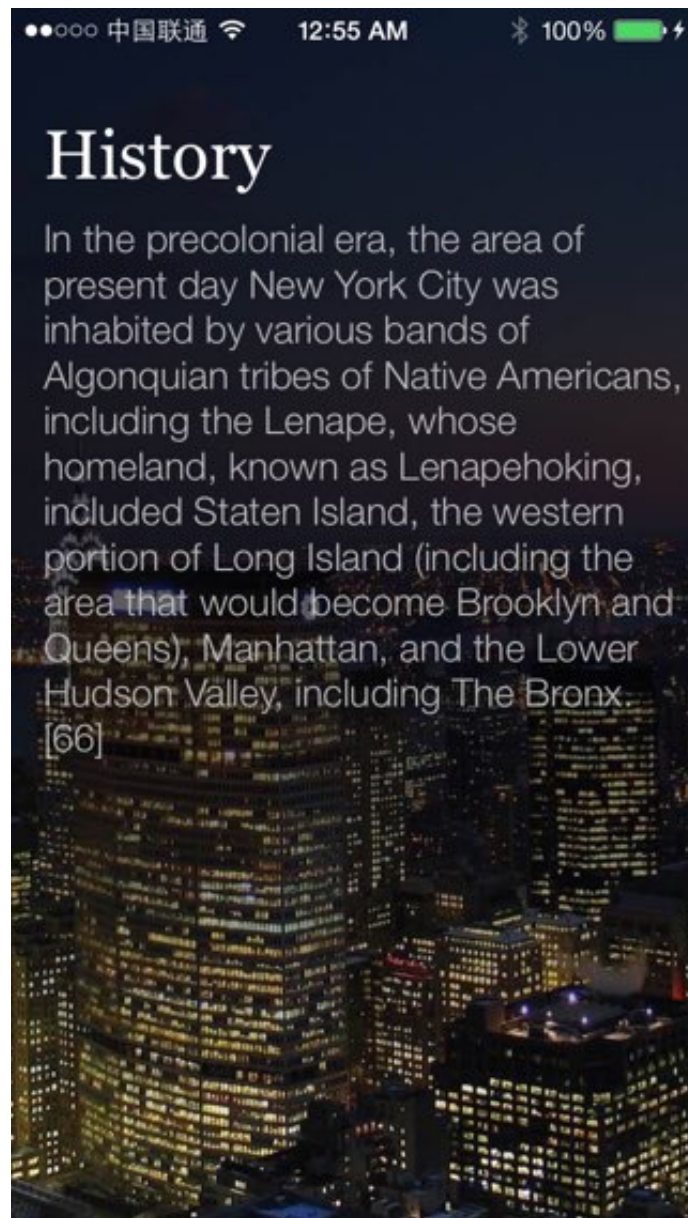 中国联通 12:55 AM 100%
History
In the precolonial era, the area of
present day New York City was
inhabited by various bands of
Algonquian tribes of Native Americans,
including the Lenape, whose
homeland, known as Lenapehoking,
included Staten Island, the western
portion of Long Island (including the
area that would become Brooklyn and
Queens), Manhattan, and the Lower
Hudson Valley, including The Bronx.
[66]